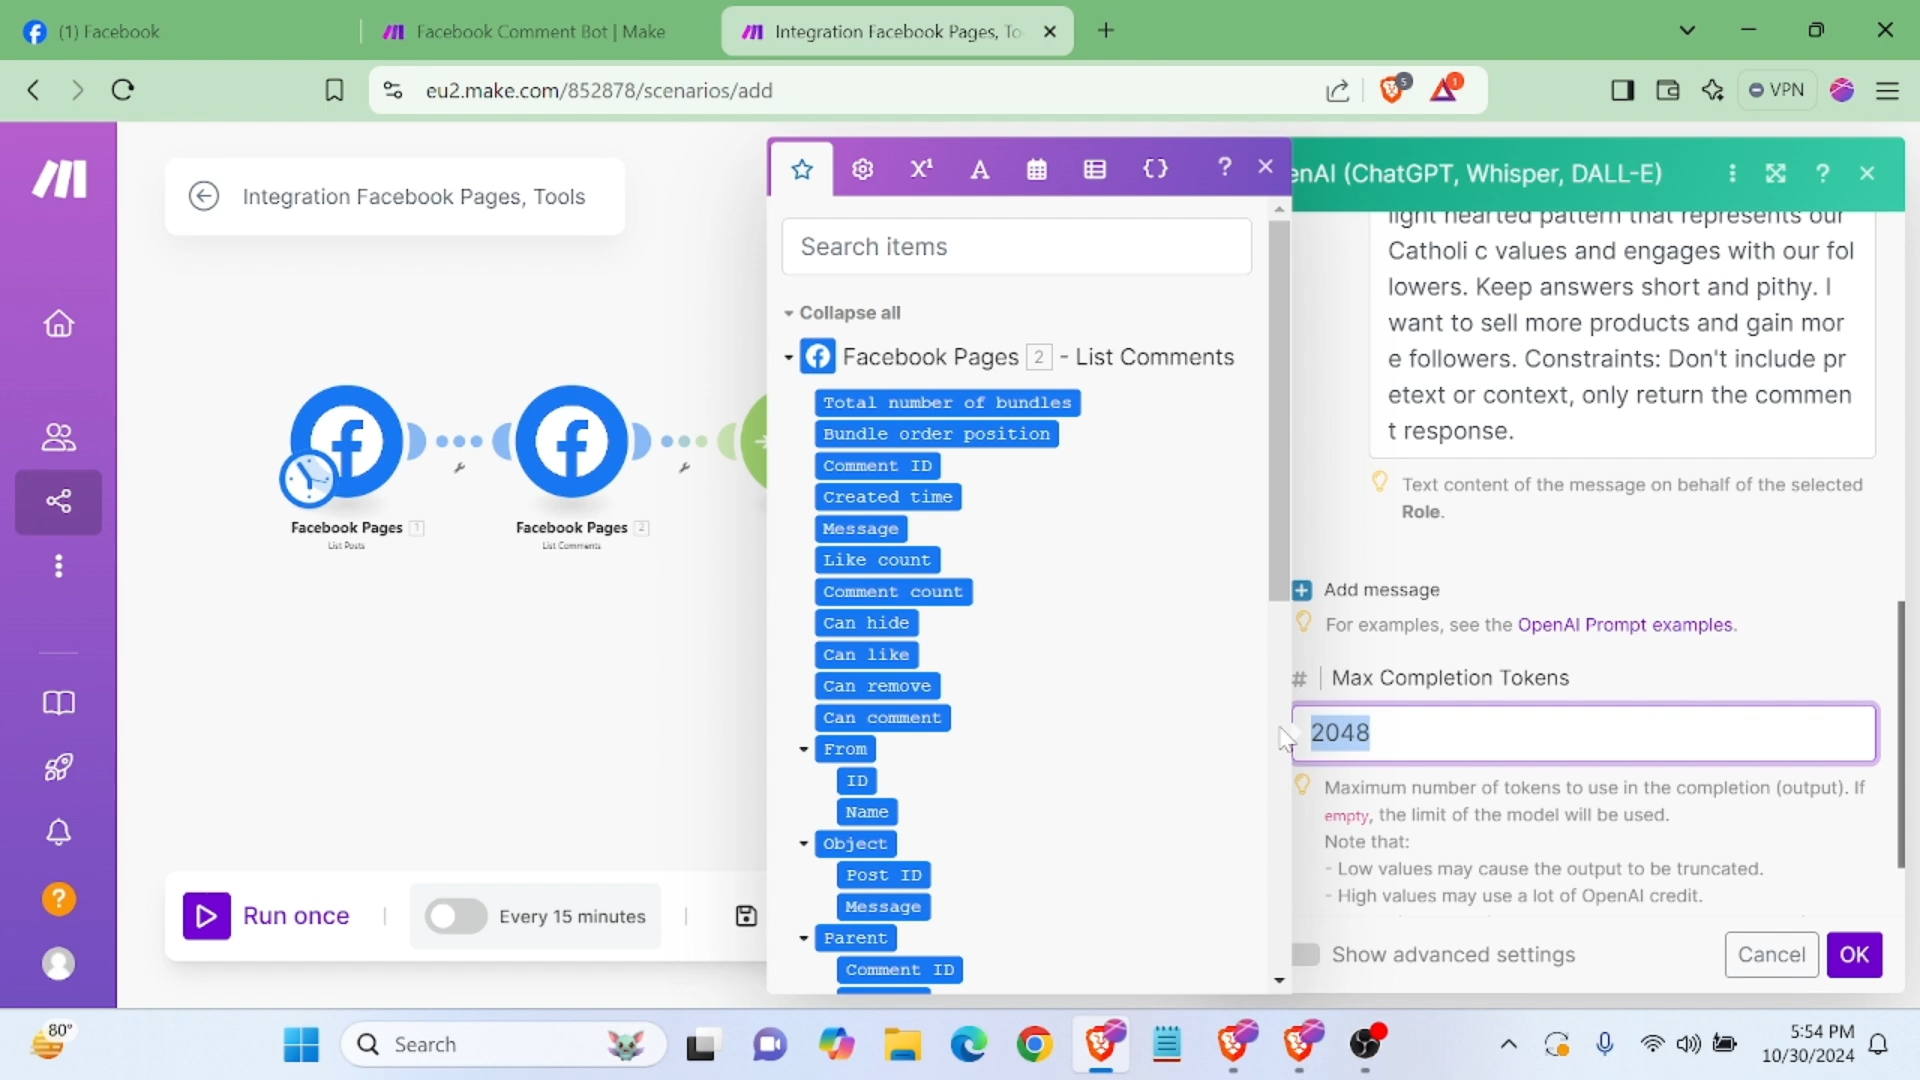 (1) Facebook
Facebook Comment Bot | Make
Integration Facebook Pages, To
eu2.make.com/852878/scenarios/add
5
1
VPN
Integration Facebook Pages, Tools
Facebook Pages 1
List Posts
Facebook Pages 2
List Comments
Run once
Every 15 minutes
?
Search items
Collapse all
Facebook Pages 2 - List Comments
Total number of bundles
Bundle order position
Comment ID
Created time
Message
Like count
Comment count
Can hide
Can like
Can remove
Can comment
From
ID
Name
Object
Post ID
Message
Parent
Comment ID
enAI (ChatGPT, Whisper, DALL-E)
?
light hearted pattern that represents our
Catholi c values and engages with our fol
lowers. Keep answers short and pithy. I
want to sell more products and gain mor
e followers. Constraints: Don't include pr
etext or context, only return the commen
t response.
Text content of the message on behalf of the selected
Role.
Add message
For examples, see the OpenAI Prompt examples.
# Max Completion Tokens
2048
Maximum number of tokens to use in the completion (output). If
empty, the limit of the model will be used.
Note that:
- Low values may cause the output to be truncated.
- High values may use a lot of OpenAI credit.
Show advanced settings
Cancel
OK
?
80°
Search
5:54 PM
10/30/2024